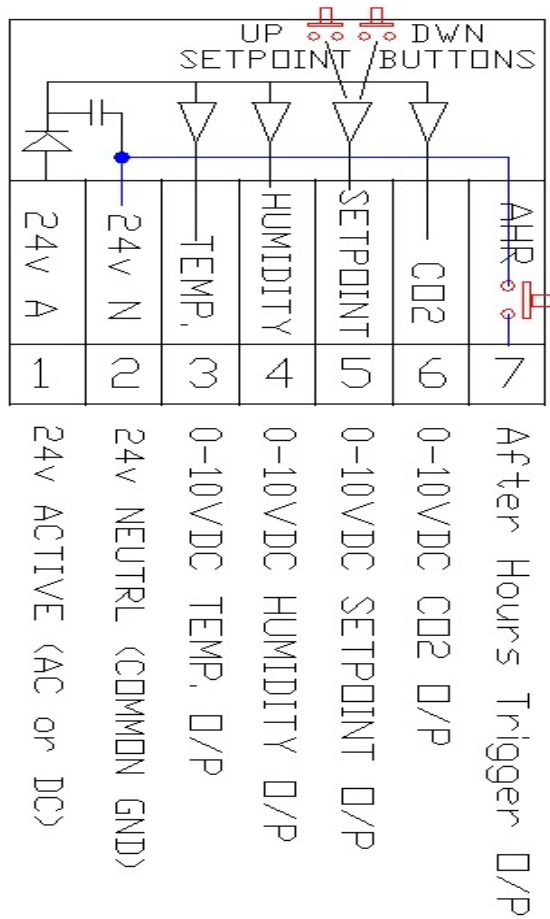 UP DWN
SETPOINT BUTTONS
24v A
24v N
TEMP.
HUMIDITY
SETPOINT
CO2
AHR
1 2 3 4 5 6 7
24v ACTIVE (AC or DC)
24v NEUTRL (COMMON GND)
0-10VDC TEMP. O/P
0-10VDC HUMIDITY O/P
0-10VDC SETPOINT O/P
0-10VDC CO2 O/P
After Hours Trigger O/P